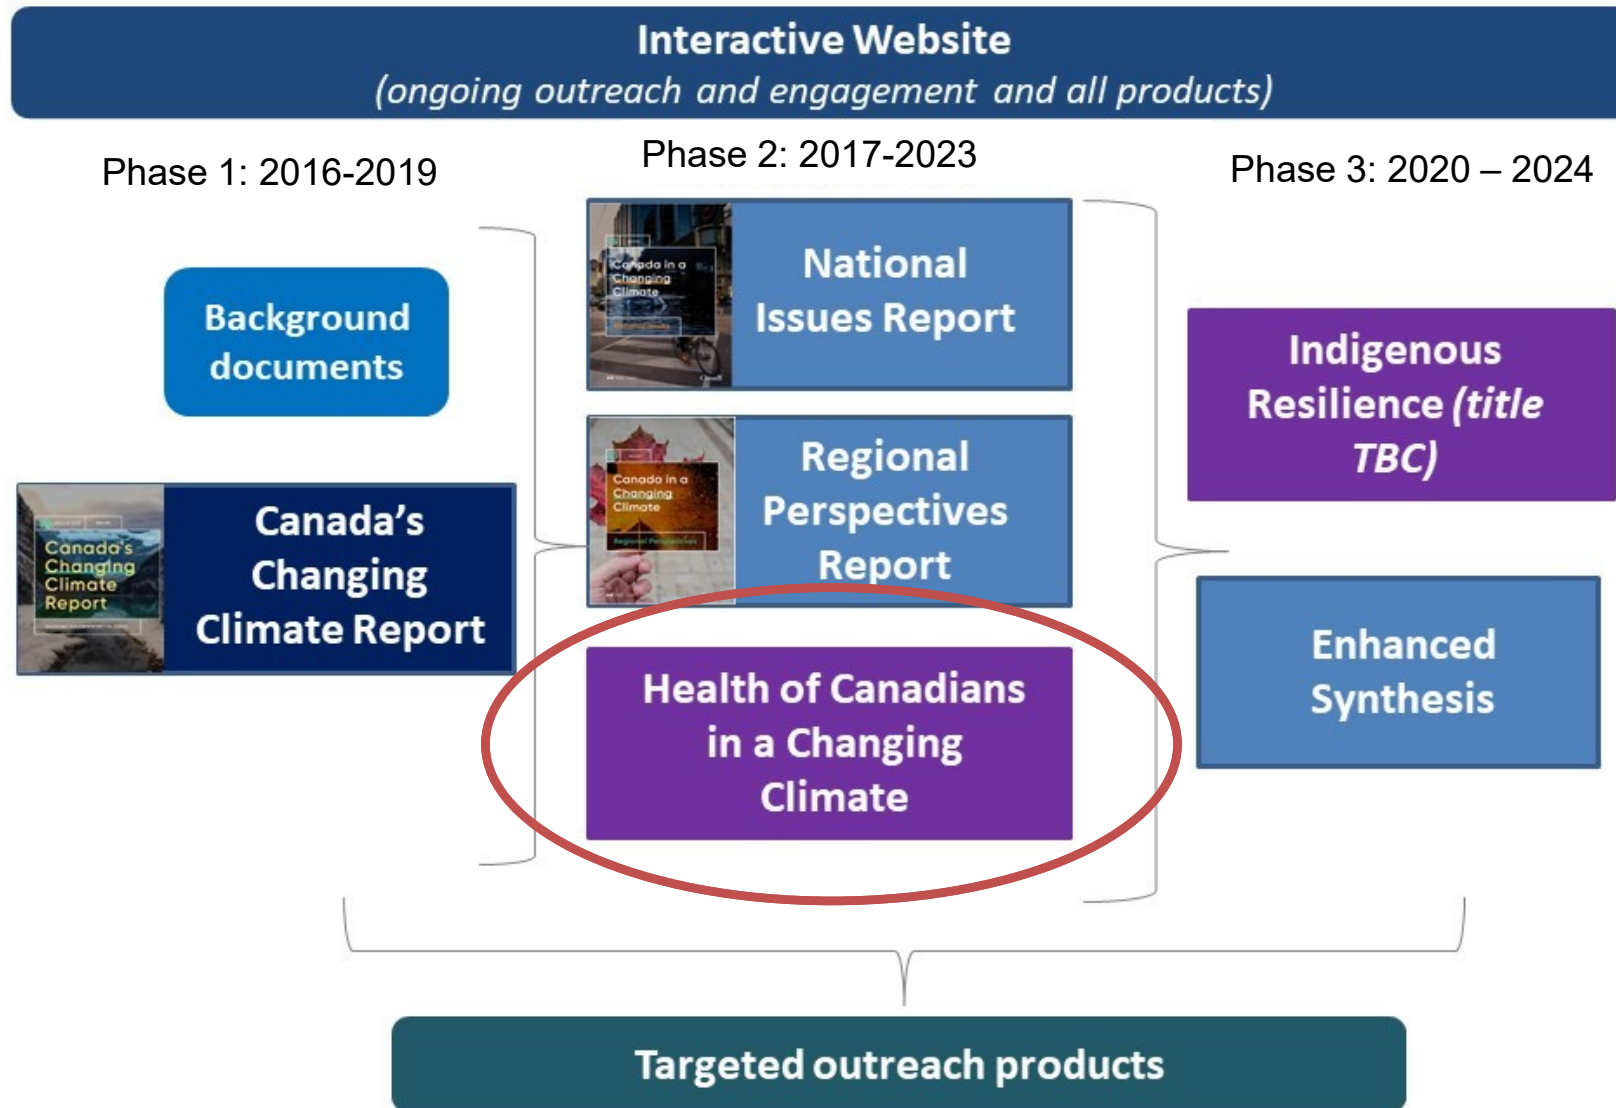 Interactive Website
(ongoing outreach and engagement and all products)
Phase 1: 2016-2019
Phase 2: 2017-2023
Phase 3: 2020 – 2024
Background
documents
Canada's
Changing
Climate
Report
Canada's
Changing
Climate Report
Canada in a
Changing
Climate
National
Issues Report
Canada in a
Changing
Climate
Regional Perspectives
Regional
Perspectives
Report
Health of Canadians
in a Changing
Climate
Indigenous
Resilience (title
TBC)
Enhanced
Synthesis
Targeted outreach products